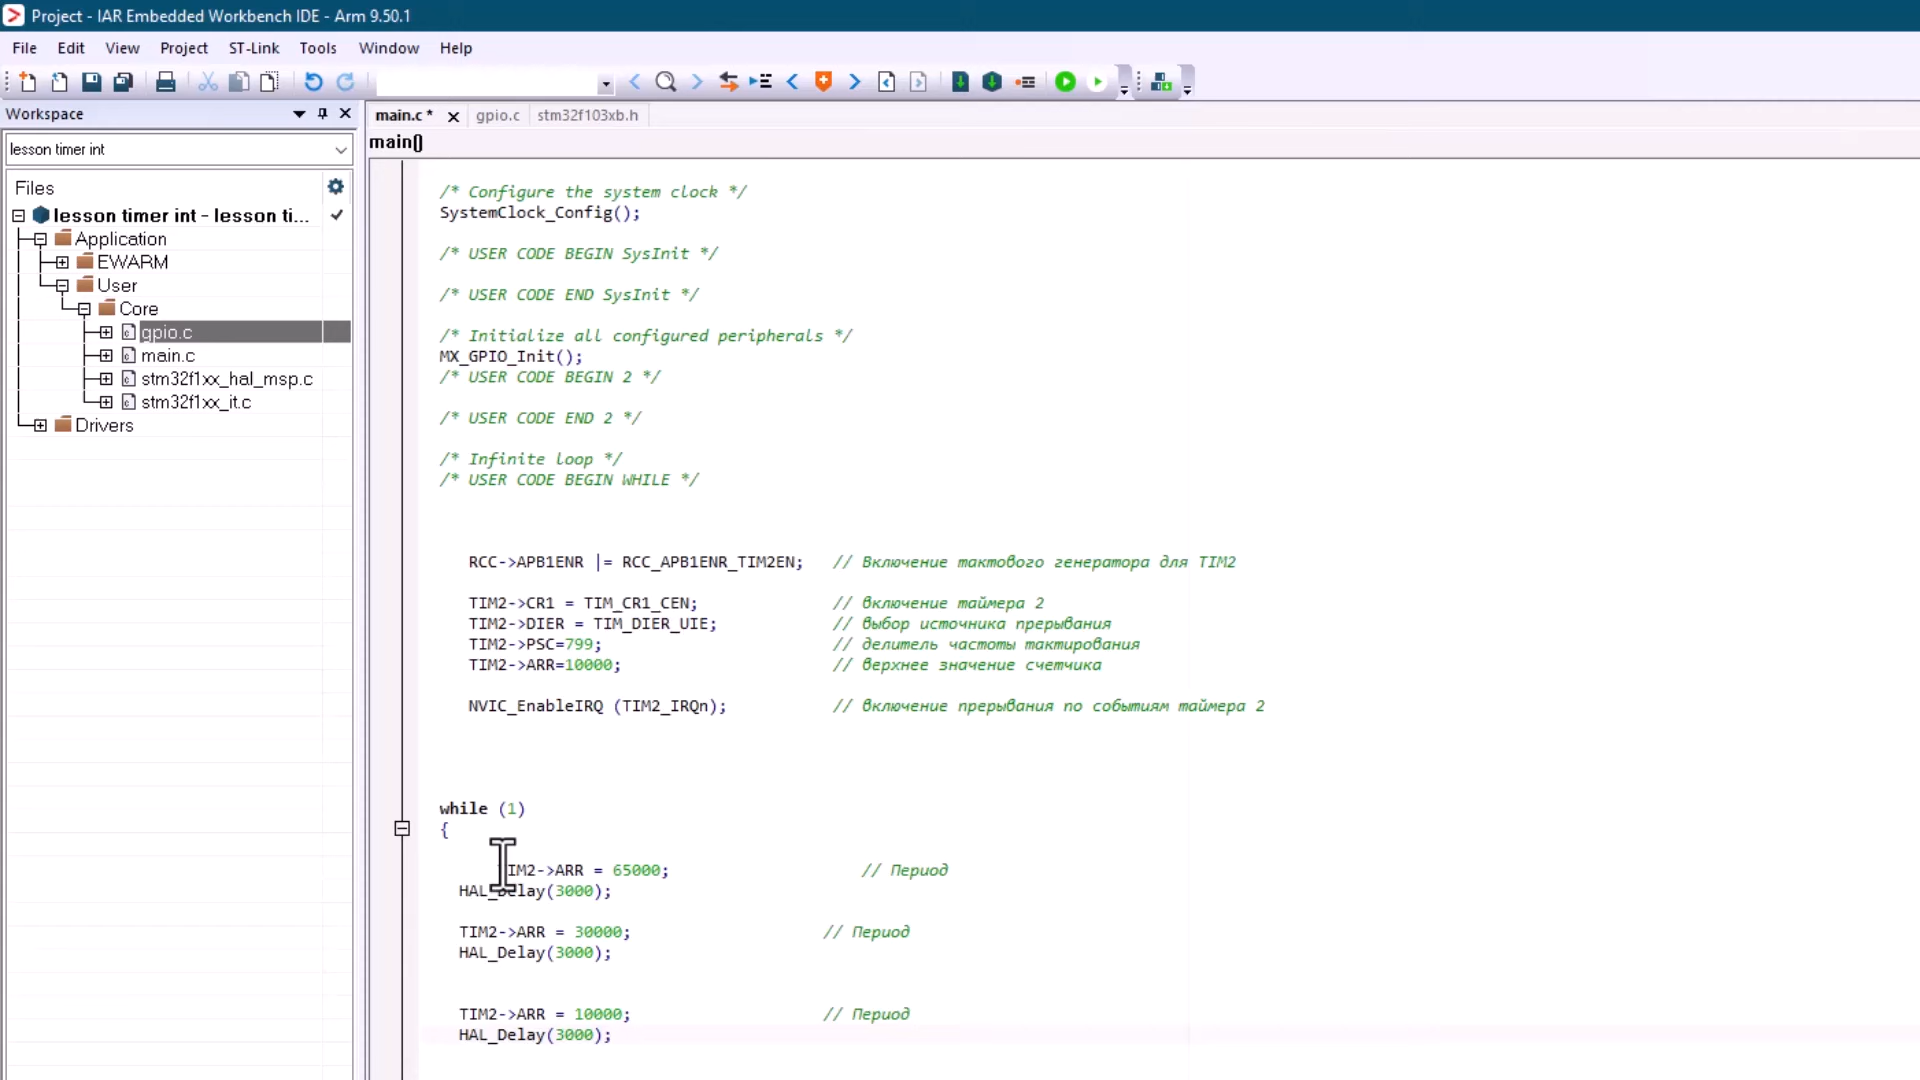 Project - IAR Embedded Workbench IDE - Arm 9.50.1
File Edit View Project ST-Link Tools Window Help
Workspace
main.c * gpio.c stm32f103xb.h
main()
lesson timer int
Files
lesson timer int - lesson ti...
Application
EWARM
User
Core
gpio.c
main.c
stm32f1xx_hal_msp.c
stm32f1xx_it.c
Drivers
/* Configure the system clock */
SystemClock_Config();
/* USER CODE BEGIN SysInit */
/* USER CODE END SysInit */
/* Initialize all configured peripherals */
MX_GPIO_Init();
/* USER CODE BEGIN 2 */
/* USER CODE END 2 */
/* Infinite loop */
/* USER CODE BEGIN WHILE */
RCC->APB1ENR |= RCC_APB1ENR_TIM2EN; // Включение тактового генератора для TIM2
TIM2->CR1 = TIM_CR1_CEN; // включение таймера 2
TIM2->DIER = TIM_DIER_UIE; // выбор источника прерывания
TIM2->PSC=799; // делитель частоты тактирования
TIM2->ARR=10000; // верхнее значение счетчика
NVIC_EnableIRQ (TIM2_IRQn); // включение прерывания по событиям таймера 2
while (1)
{
TIM2->ARR = 65000; // Период
HAL_Delay(3000);
TIM2->ARR = 30000; // Период
HAL_Delay(3000);
TIM2->ARR = 10000; // Период
HAL_Delay(3000);